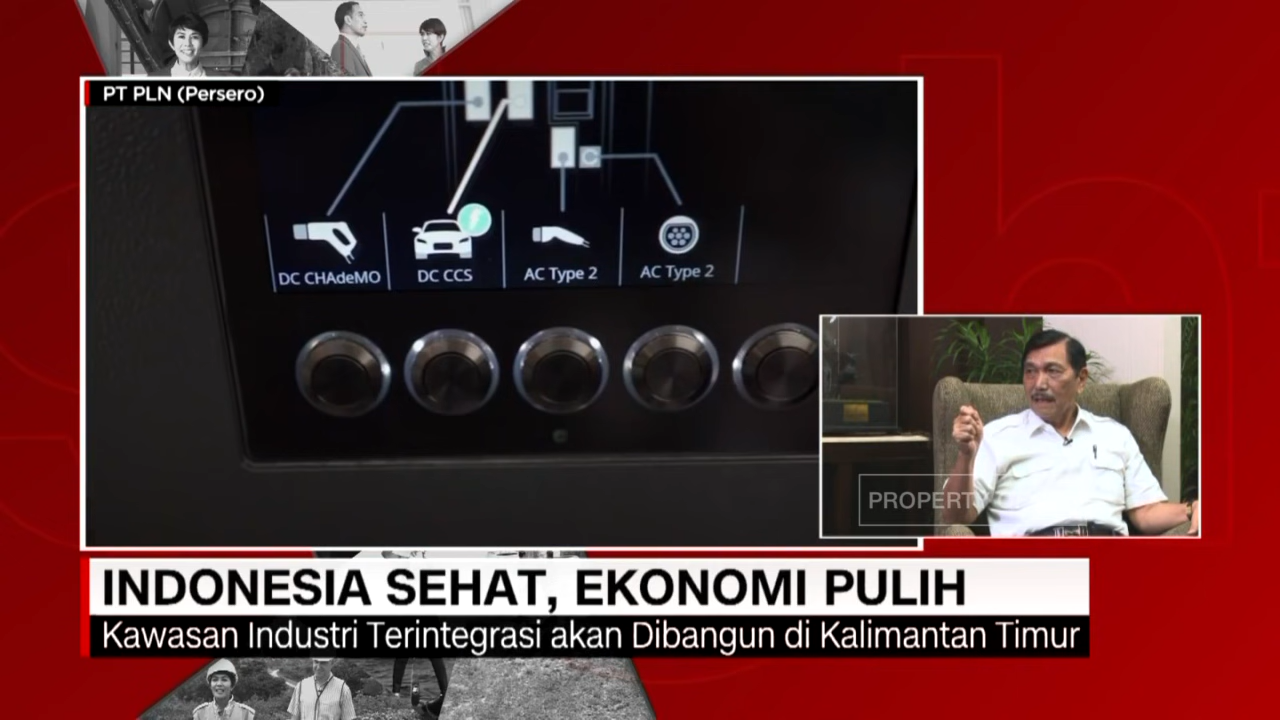 PT PLN (Persero)
DC CHAdeMO
DC CCS
AC Type 2
AC Type 2
PROPERT
INDONESIA SEHAT, EKONOMI PULIH
Kawasan Industri Terintegrasi akan Dibangun di Kalimantan Timur